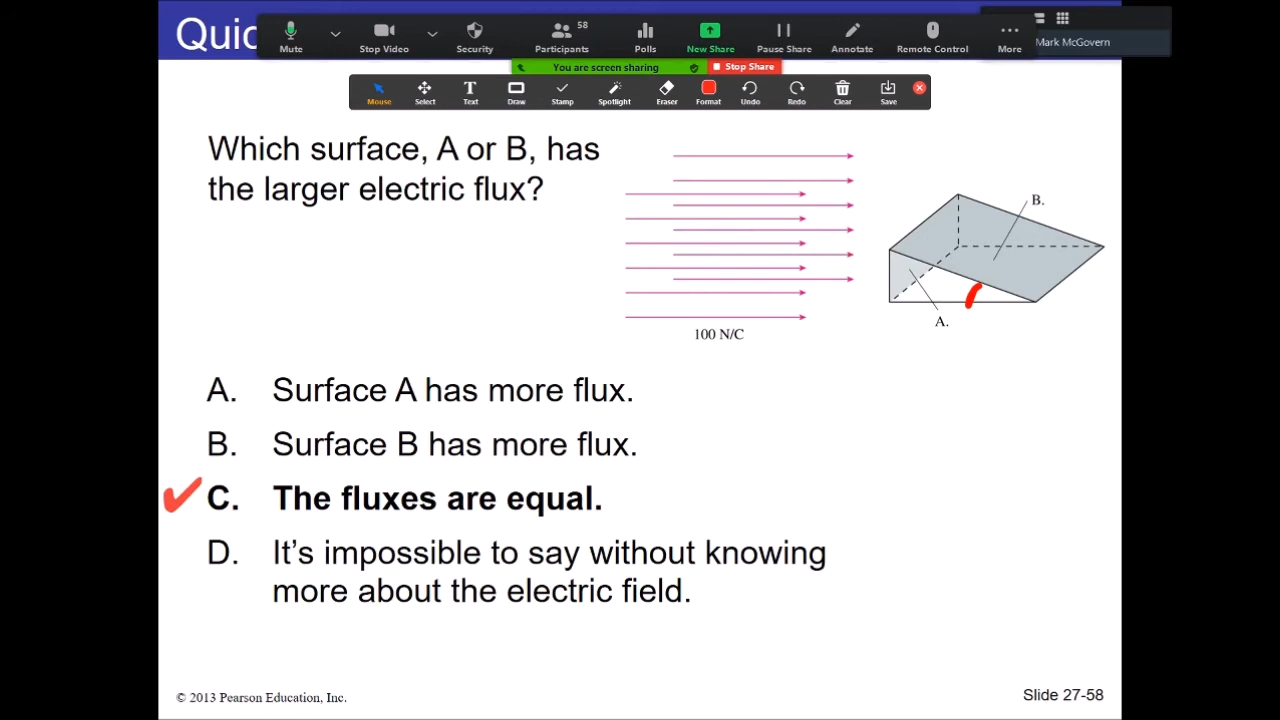 Quic
Mute
Stop Video
Security
58
Participants
Polls
New Share
Pause Share
Annotate
Remote Control
More
Mark McGovern
You are screen sharing
Stop Share
Mouse
Select
Text
Draw
Stamp
Spotlight
Eraser
Format
Undo
Redo
Clear
Save
Which surface, A or B, has
the larger electric flux?
B.
A.
100 N/C
A. Surface A has more flux.
B. Surface B has more flux.
C. The fluxes are equal.
D. It’s impossible to say without knowing
more about the electric field.
© 2013 Pearson Education, Inc.
Slide 27-58